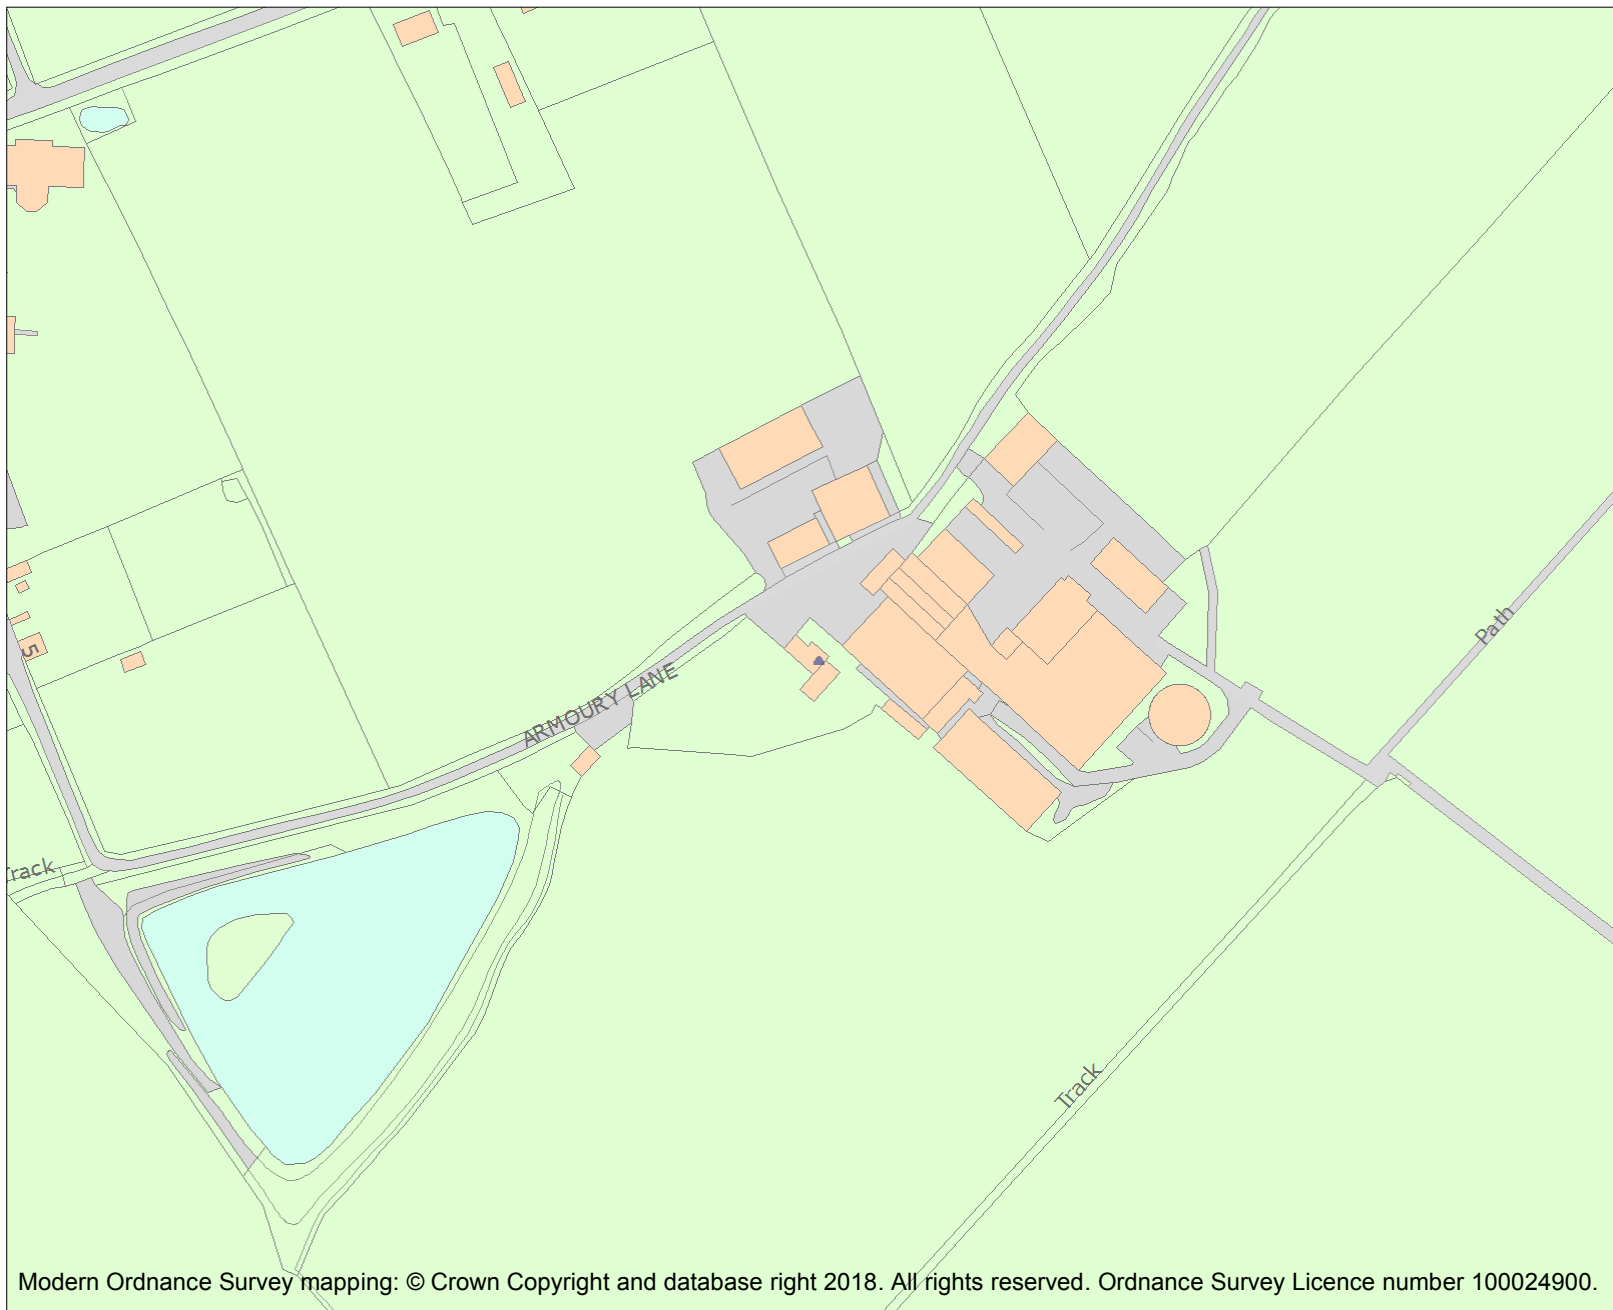 Path
5
ARMOURY LANE
Track
Track
Modern Ordnance Survey mapping: © Crown Copyright and database right 2018. All rights reserved. Ordnance Survey Licence number 100024900.